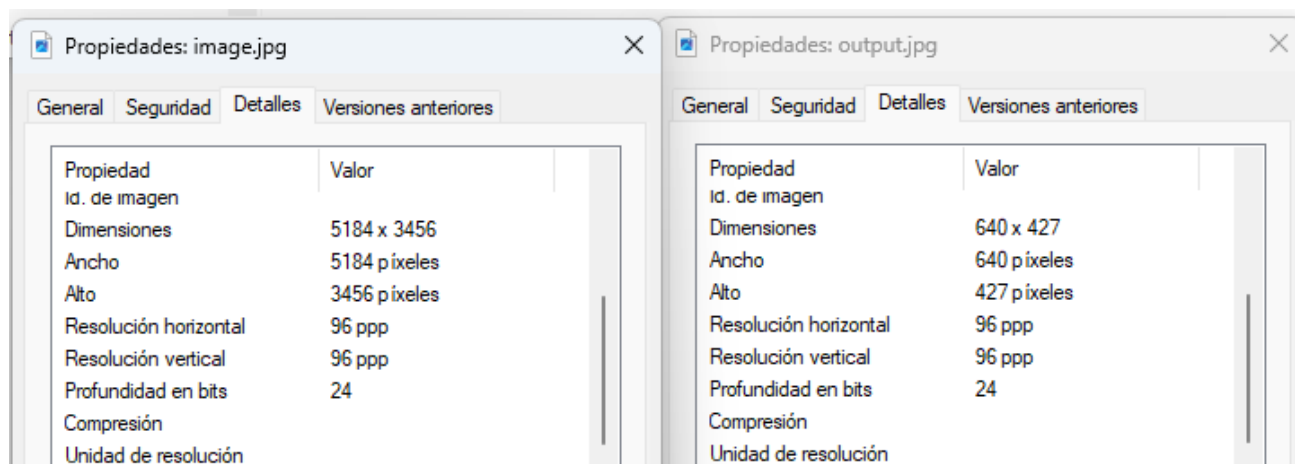 Propiedades: image.jpg
General Seguridad Detalles Versiones anteriores
Propiedad Valor
Id. de imagen
Dimensiones 5184 x 3456
Ancho 5184 píxeles
Alto 3456 píxeles
Resolución horizontal 96 ppp
Resolución vertical 96 ppp
Profundidad en bits 24
Compresión
Unidad de resolución
Propiedades: output.jpg
General Seguridad Detalles Versiones anteriores
Propiedad Valor
Id. de imagen
Dimensiones 640 x 427
Ancho 640 píxeles
Alto 427 píxeles
Resolución horizontal 96 ppp
Resolución vertical 96 ppp
Profundidad en bits 24
Compresión
Unidad de resolución